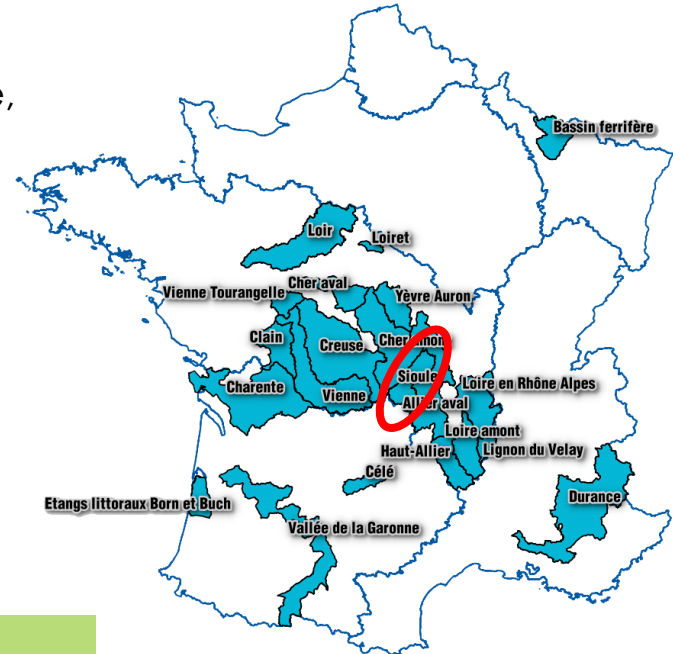 e,
Bassin ferrifère
Loir
Loiret
Cher aval
Vienne Tourangelle
Yèvre Auron
Clain
Creuse
Sioule
Loire en Rhône Alpes
Charente
Vienne
Allier aval
Loire amont
Haut-Allier
Lignon du Velay
Célé
Etangs littoraux Born et Buch
Durance
Vallée de la Garonne